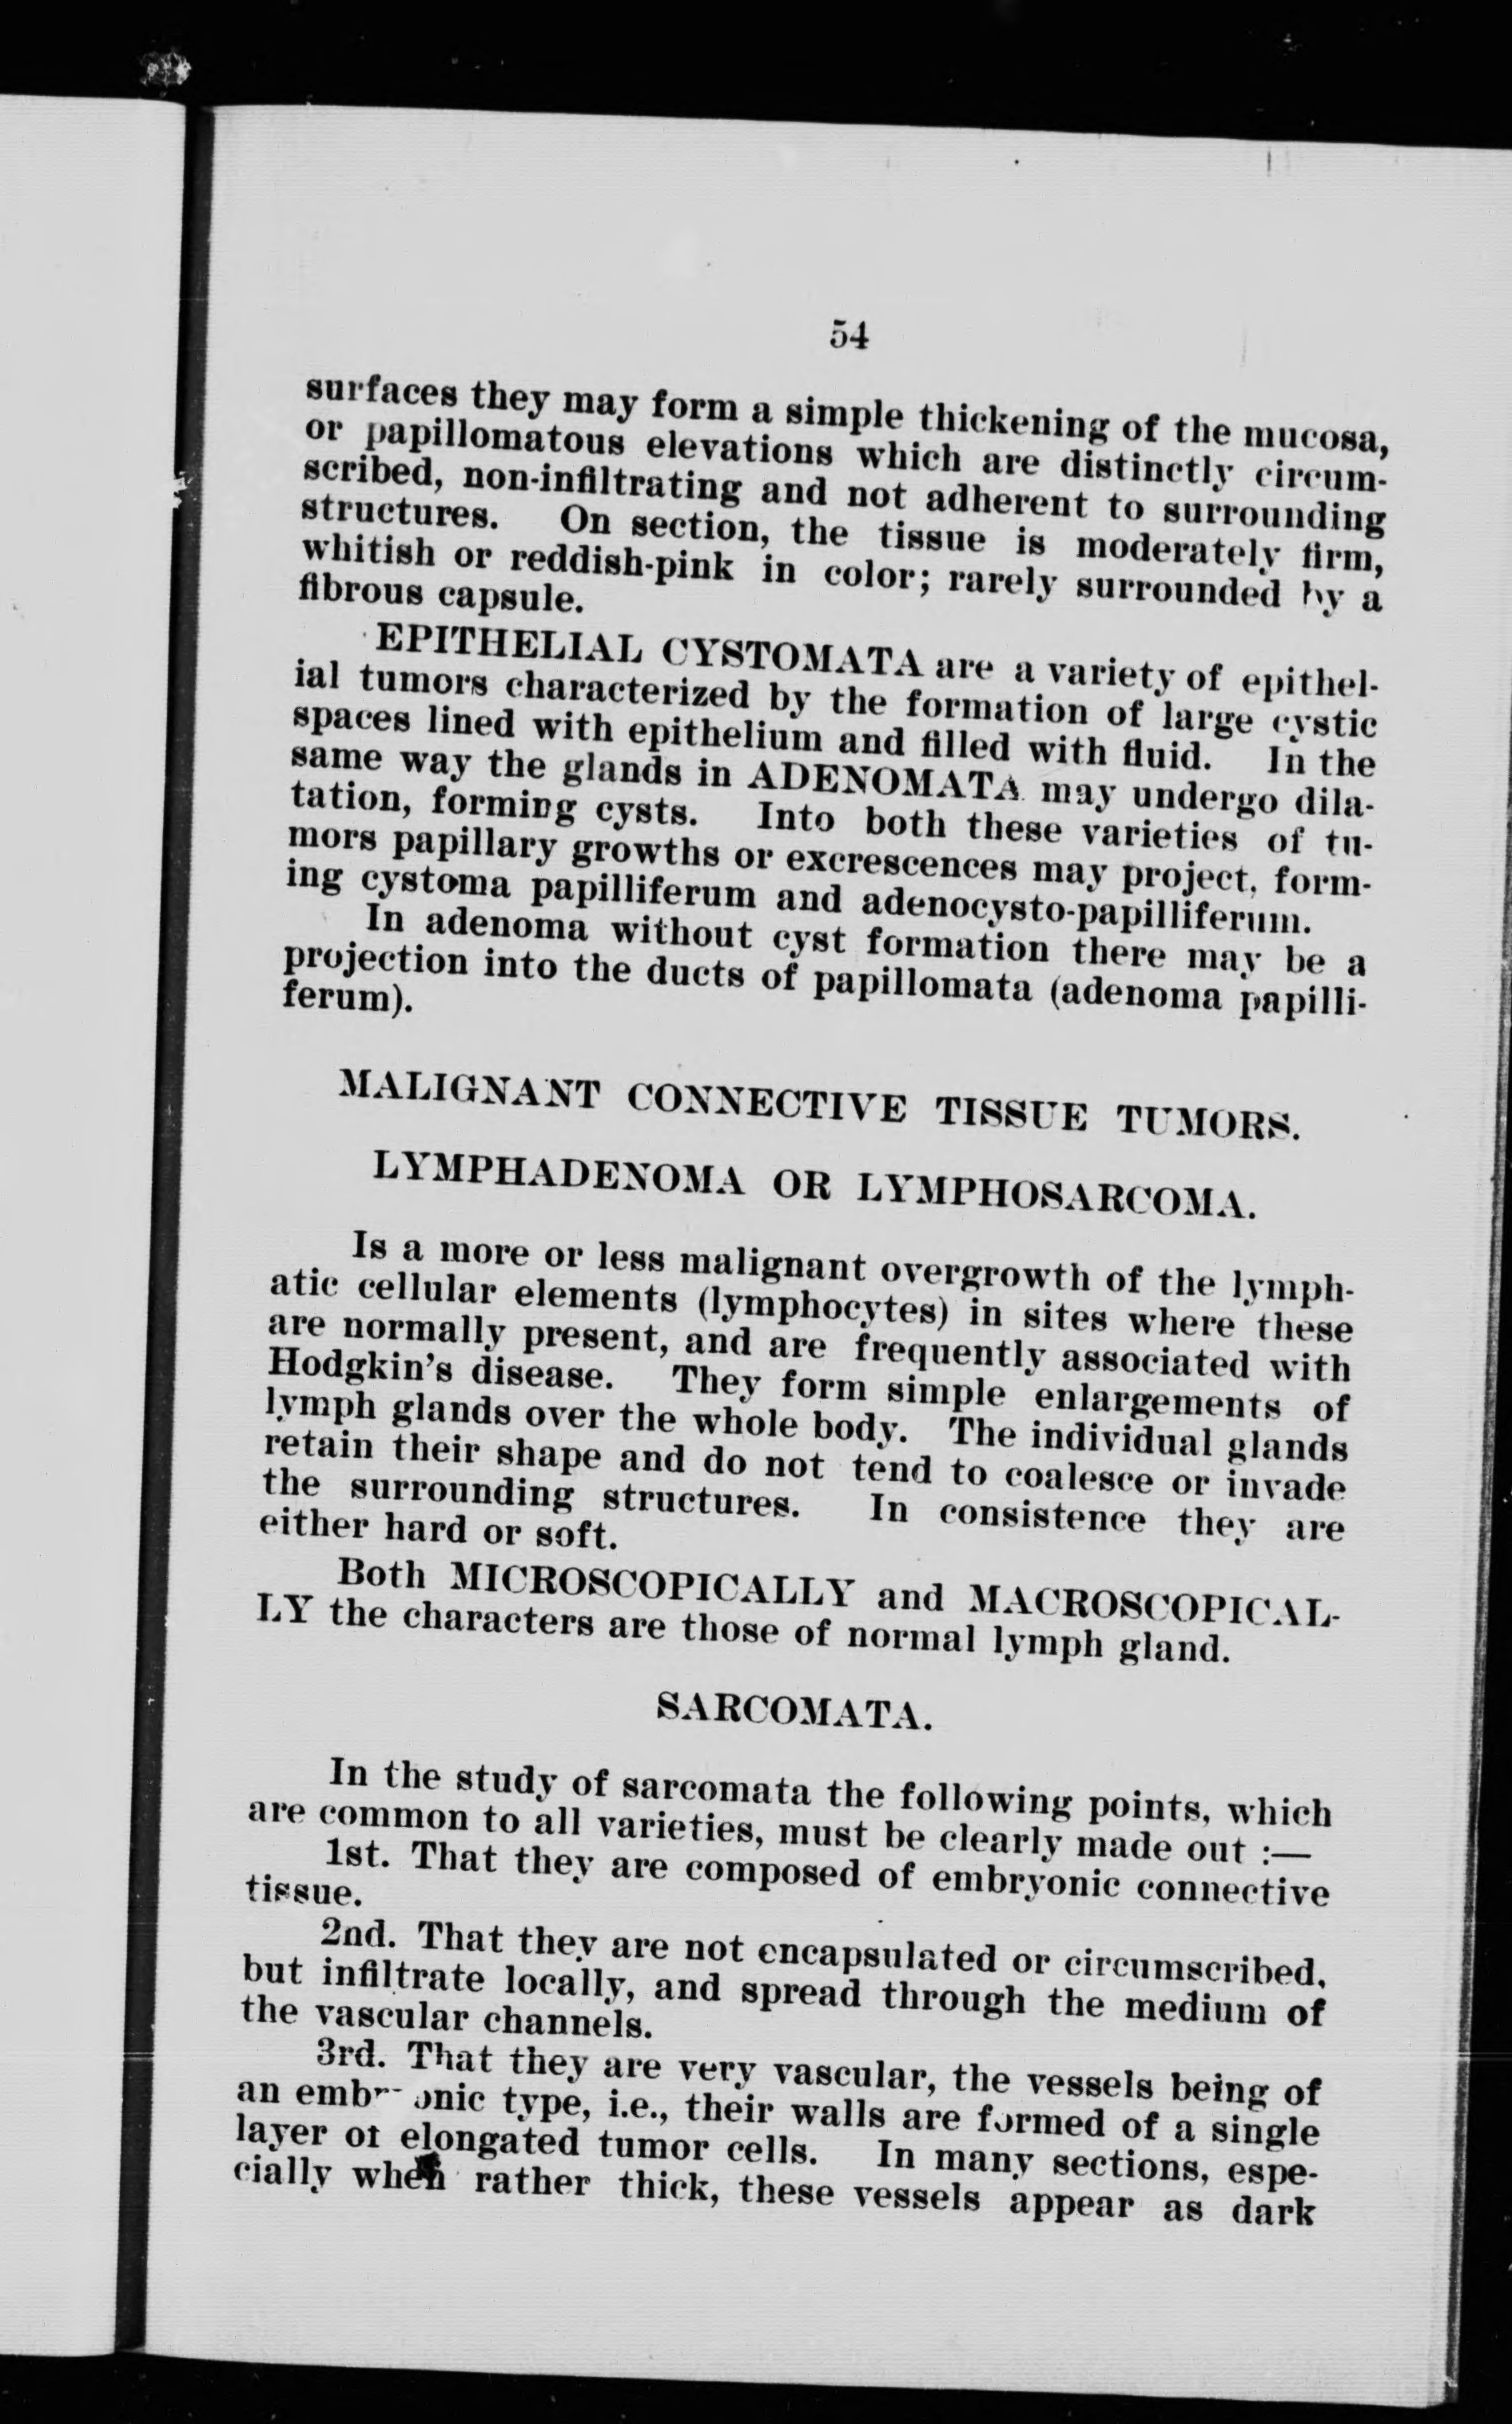 54
surfaces they may form a simple thickening of the mucosa,
or papillomatous elevations which are distinctly circum-
scribed, non-infiltrating and not adherent to surrounding
structures. On section, the tissue is moderately firm,
whitish or reddish-pink in color; rarely surrounded by a
fibrous capsule.
EPITHELIAL CYSTOMATA are a variety of epithel-
ial tumors characterized by the formation of large cystic
spaces lined with epithelium and filled with fluid. In the
same way the glands in ADENOMATA may undergo dila-
tation, forming cysts. Into both these varieties of tu-
mors papillary growths or excrescences may project, form-
ing cystoma papilliferum and adenocysto-papilliferum.
In adenoma without cyst formation there may be a
projection into the ducts of papillomata (adenoma papilli-
ferum).
MALIGNANT CONNECTIVE TISSUE TUMORS.
LYMPHADENOMA OR LYMPHOSARCOMA.
Is a more or less malignant overgrowth of the lymph-
atic cellular elements (lymphocytes) in sites where these
are normally present, and are frequently associated with
Hodgkin's disease. They form simple enlargements of
lymph glands over the whole body. The individual glands
retain their shape and do not tend to coalesce or invade
the surrounding structures. In consistence they are
either hard or soft.
Both MICROSCOPICALLY and MACROSCOPICAL-
LY the characters are those of normal lymph gland.
SARCOMATA.
In the study of sarcomata the following points, which
are common to all varieties, must be clearly made out :—
1st. That they are composed of embryonic connective
tissue.
2nd. That they are not encapsulated or circumscribed,
but infiltrate locally, and spread through the medium of
the vascular channels.
3rd. That they are very vascular, the vessels being of
an embryonic type, i.e., their walls are formed of a single
layer of elongated tumor cells. In many sections, espe-
cially when rather thick, these vessels appear as dark